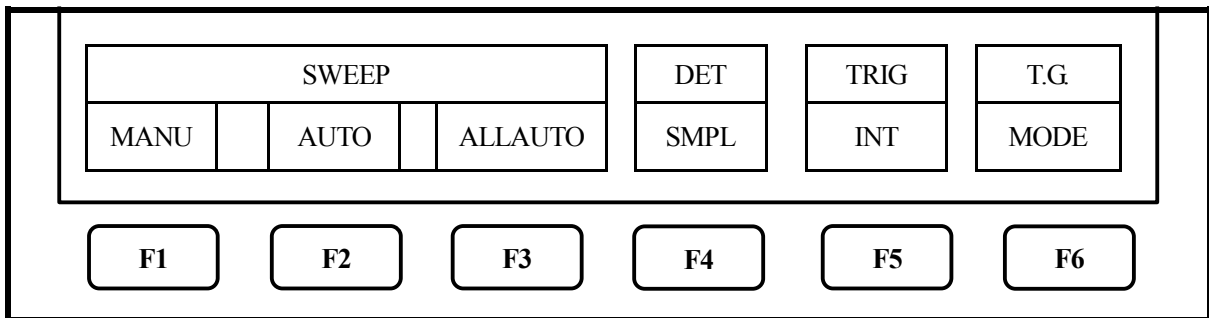 SWEEP DET TRIG T.G.
MANU AUTO ALLAUTO SMPL INT MODE
F1 F2 F3 F4 F5 F6